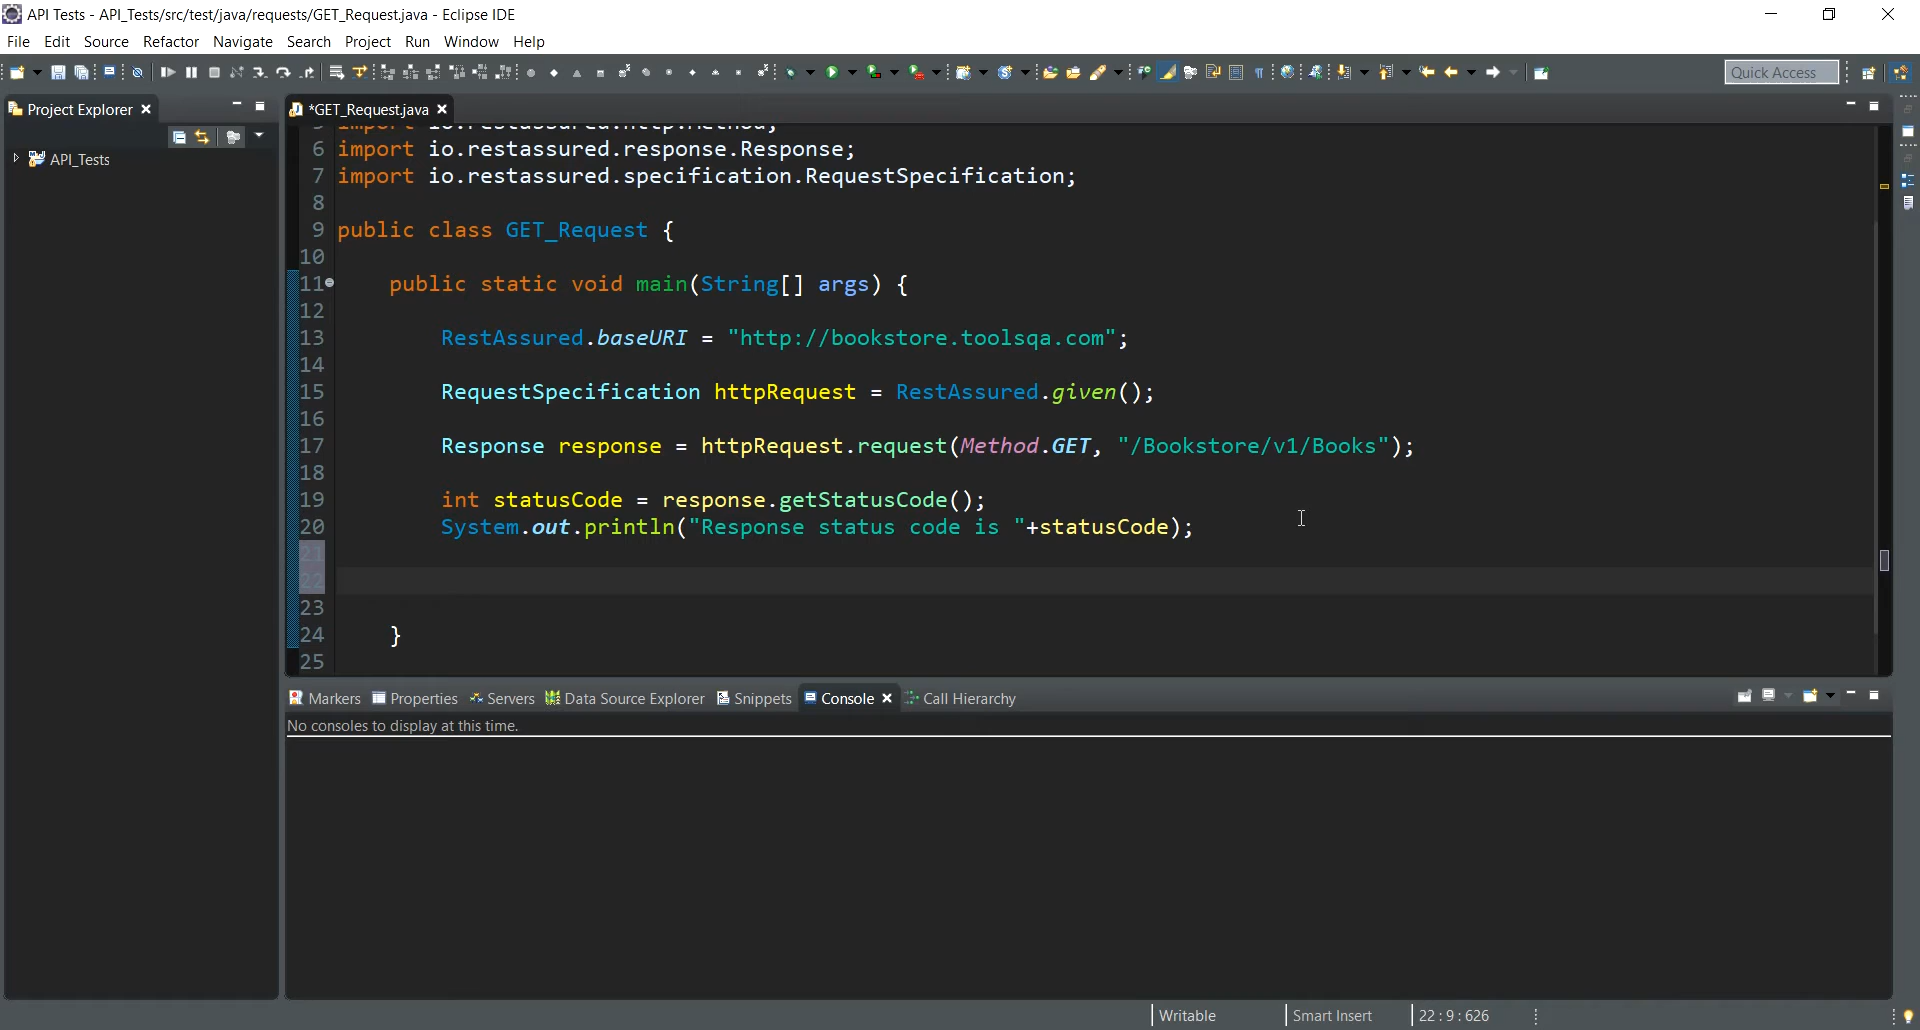 API Tests - API_Tests/src/test/java/requests/GET_Request.java - Eclipse IDE
File Edit Source Refactor Navigate Search Project Run Window Help
Quick Access
Project Explorer
*GET_Request.java
API_Tests
6 import io.restassured.response.Response;
7 import io.restassured.specification.RequestSpecification;
8
9 public class GET_Request {
10
11 public static void main(String[] args) {
12
13 RestAssured.baseURI = "http://bookstore.toolsqa.com";
14
15 RequestSpecification httpRequest = RestAssured.given();
16
17 Response response = httpRequest.request(Method.GET, "/Bookstore/v1/Books");
18
19 int statusCode = response.getStatusCode();
20 System.out.println("Response status code is "+statusCode);
21
22
23
24 }
25
Markers Properties Servers Data Source Explorer Snippets Console Call Hierarchy
No consoles to display at this time.
Writable Smart Insert 22 : 9 : 626